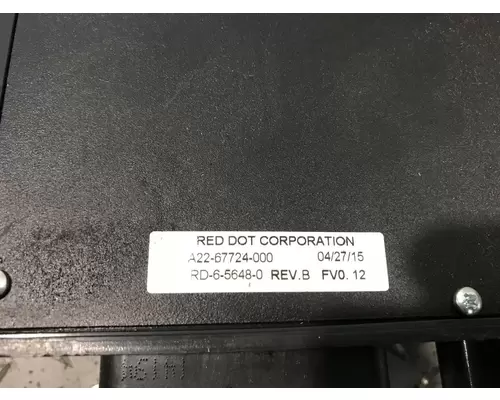 RED DOT CORPORATION
A22-67724-000 04/27/15
RD-6-5648-0 REV.B FV0. 12